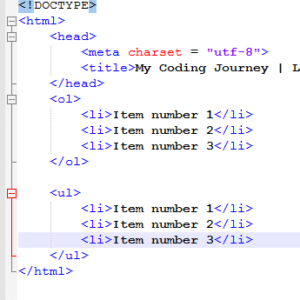 <!DOCTYPE>
<html>
<head>
<meta charset = "utf-8">
<title>My Coding Journey |
</head>
<ol>
<li>Item number 1</li>
<li>Item number 2</li>
<li>Item number 3</li>
</ol>
<ul>
<li>Item number 1</li>
<li>Item number 2</li>
<li>Item number 3</li>
</ul>
</html>